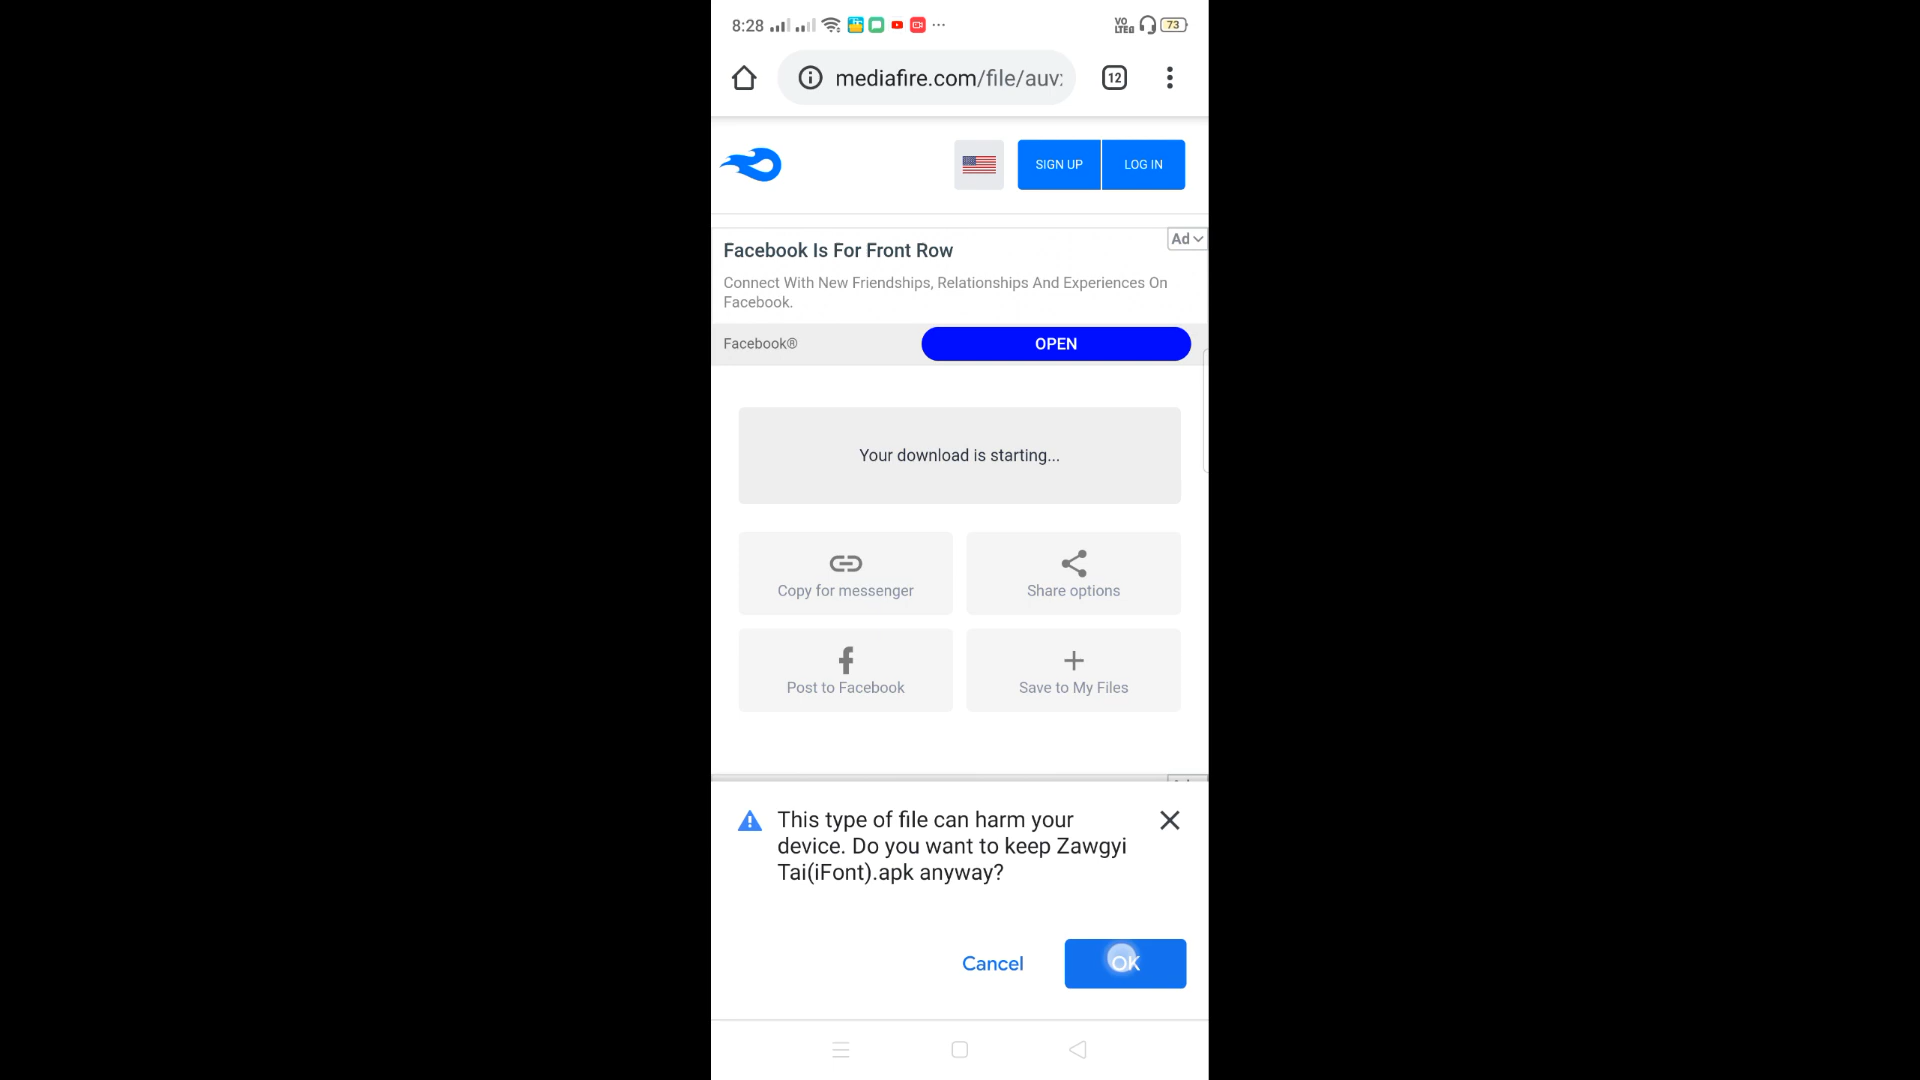 8:28 VO LTE 73
mediafire.com/file/auv
12
SIGN UP LOG IN
Ad
Facebook Is For Front Row
Connect With New Friendships, Relationships And Experiences On
Facebook.
Facebook® OPEN
Your download is starting...
Copy for messenger Share options
Post to Facebook Save to My Files
This type of file can harm your
device. Do you want to keep Zawgyi
Tai(iFont).apk anyway?
Cancel OK